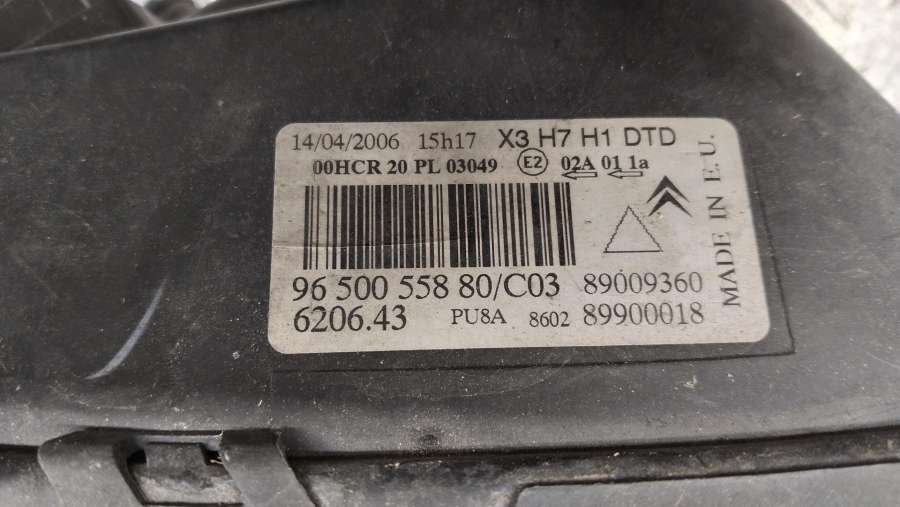 14/04/2006 15h17 X3 H7 H1 DTD
00HCR 20 PL 03049 E2 02A 01 1a
96 500 558 80/C03 89009360
6206.43 PU8A 8602 89900018
MADE IN E.U.